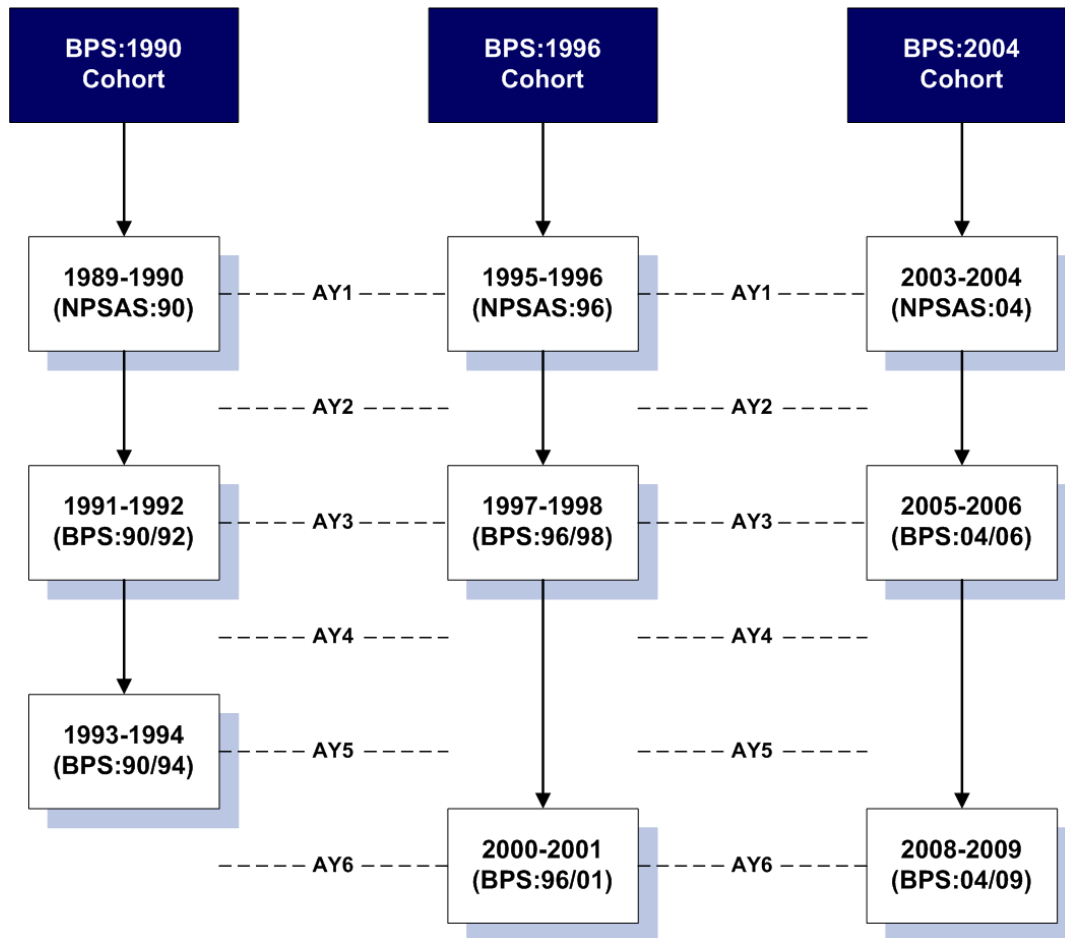 BPS:1990
Cohort
BPS:1996
Cohort
BPS:2004
Cohort
1989-1990
(NPSAS:90)
AY1
1995-1996
(NPSAS:96)
AY1
2003-2004
(NPSAS:04)
AY2
AY2
1991-1992
(BPS:90/92)
AY3
1997-1998
(BPS:96/98)
AY3
2005-2006
(BPS:04/06)
AY4
AY4
1993-1994
(BPS:90/94)
AY5
AY5
AY6
2000-2001
(BPS:96/01)
AY6
2008-2009
(BPS:04/09)